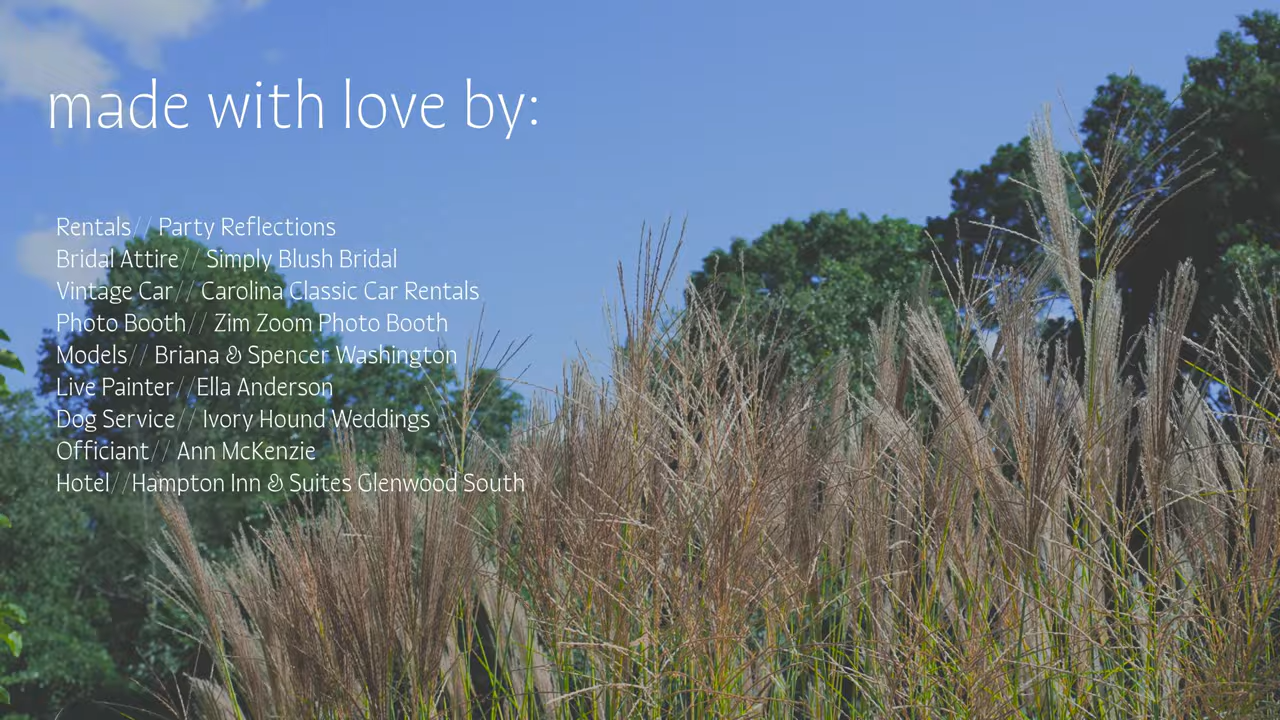 made with love by:
Rentals// Party Reflections
Bridal Attire// Simply Blush Bridal
Vintage Car// Carolina Classic Car Rentals
Photo Booth// Zim Zoom Photo Booth
Models// Briana & Spencer Washington
Live Painter//Ella Anderson
Dog Service// Ivory Hound Weddings
Officiant// Ann McKenzie
Hotel//Hampton Inn & Suites Glenwood South